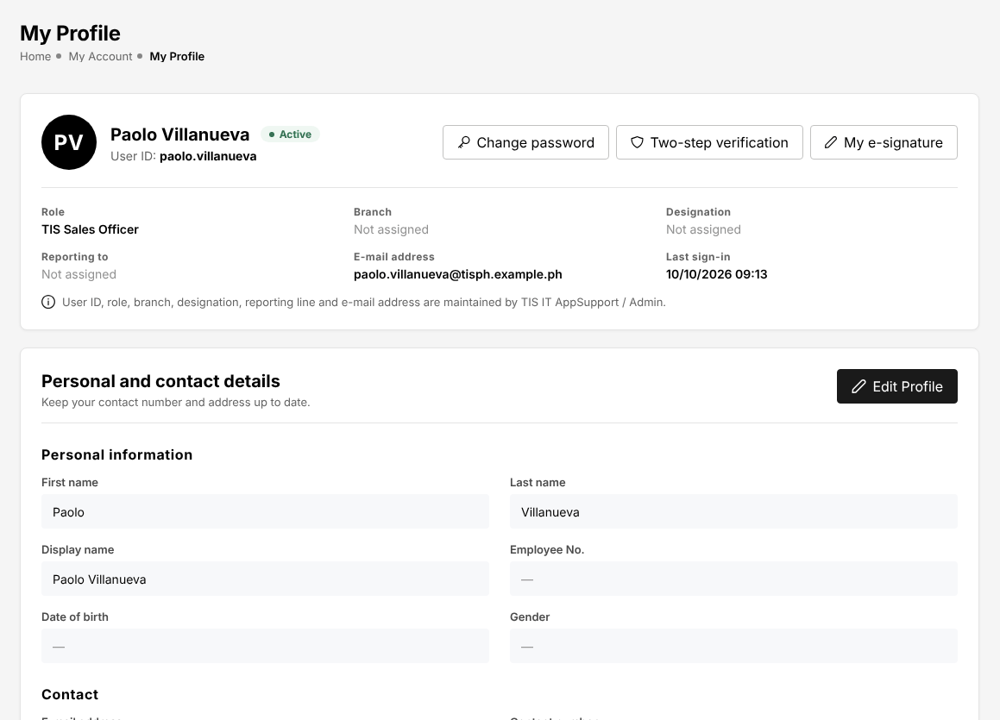 My Profile
Home • My Account • My Profile
PV
Paolo Villanueva
Active
User ID: paolo.villanueva
Change password
Two-step verification
My e-signature
Role
TIS Sales Officer
Branch
Not assigned
Designation
Not assigned
Reporting to
Not assigned
E-mail address
paolo.villanueva@tisph.example.ph
Last sign-in
10/10/2026 09:13
User ID, role, branch, designation, reporting line and e-mail address are maintained by TIS IT AppSupport / Admin.
Personal and contact details
Keep your contact number and address up to date.
Edit Profile
Personal information
First name
Paolo
Last name
Villanueva
Display name
Paolo Villanueva
Employee No.
—
Date of birth
—
Gender
—
Contact